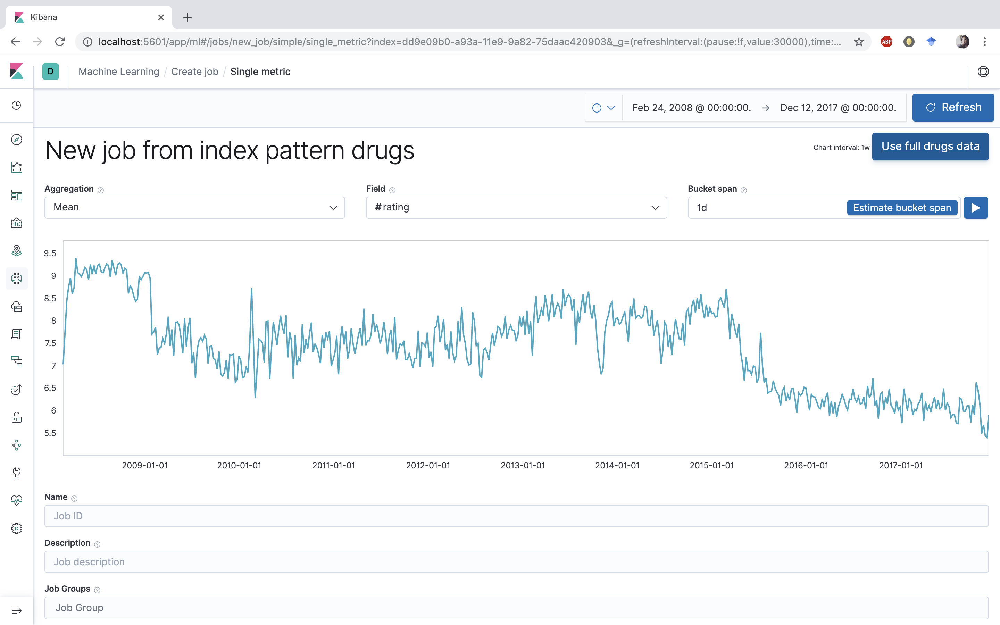 Kibana
localhost:5601/app/ml#/jobs/new_job/simple/single_metric?index=dd9e09b0-a93a-11e9-9a82-75daac420903&_g=(refreshInterval:(pause:!f,value:30000),time:...
ABP
D
Machine Learning / Create job / Single metric
Feb 24, 2008 @ 00:00:00. → Dec 12, 2017 @ 00:00:00.
Refresh
New job from index pattern drugs
Chart interval: 1w
Use full drugs data
Aggregation
Field
Bucket span
Mean
# rating
1d
Estimate bucket span
9.5
9
8.5
8
7.5
7
6.5
6
5.5
2009-01-01 2010-01-01 2011-01-01 2012-01-01 2013-01-01 2014-01-01 2015-01-01 2016-01-01 2017-01-01
Name
Job ID
Description
Job description
Job Groups
Job Group